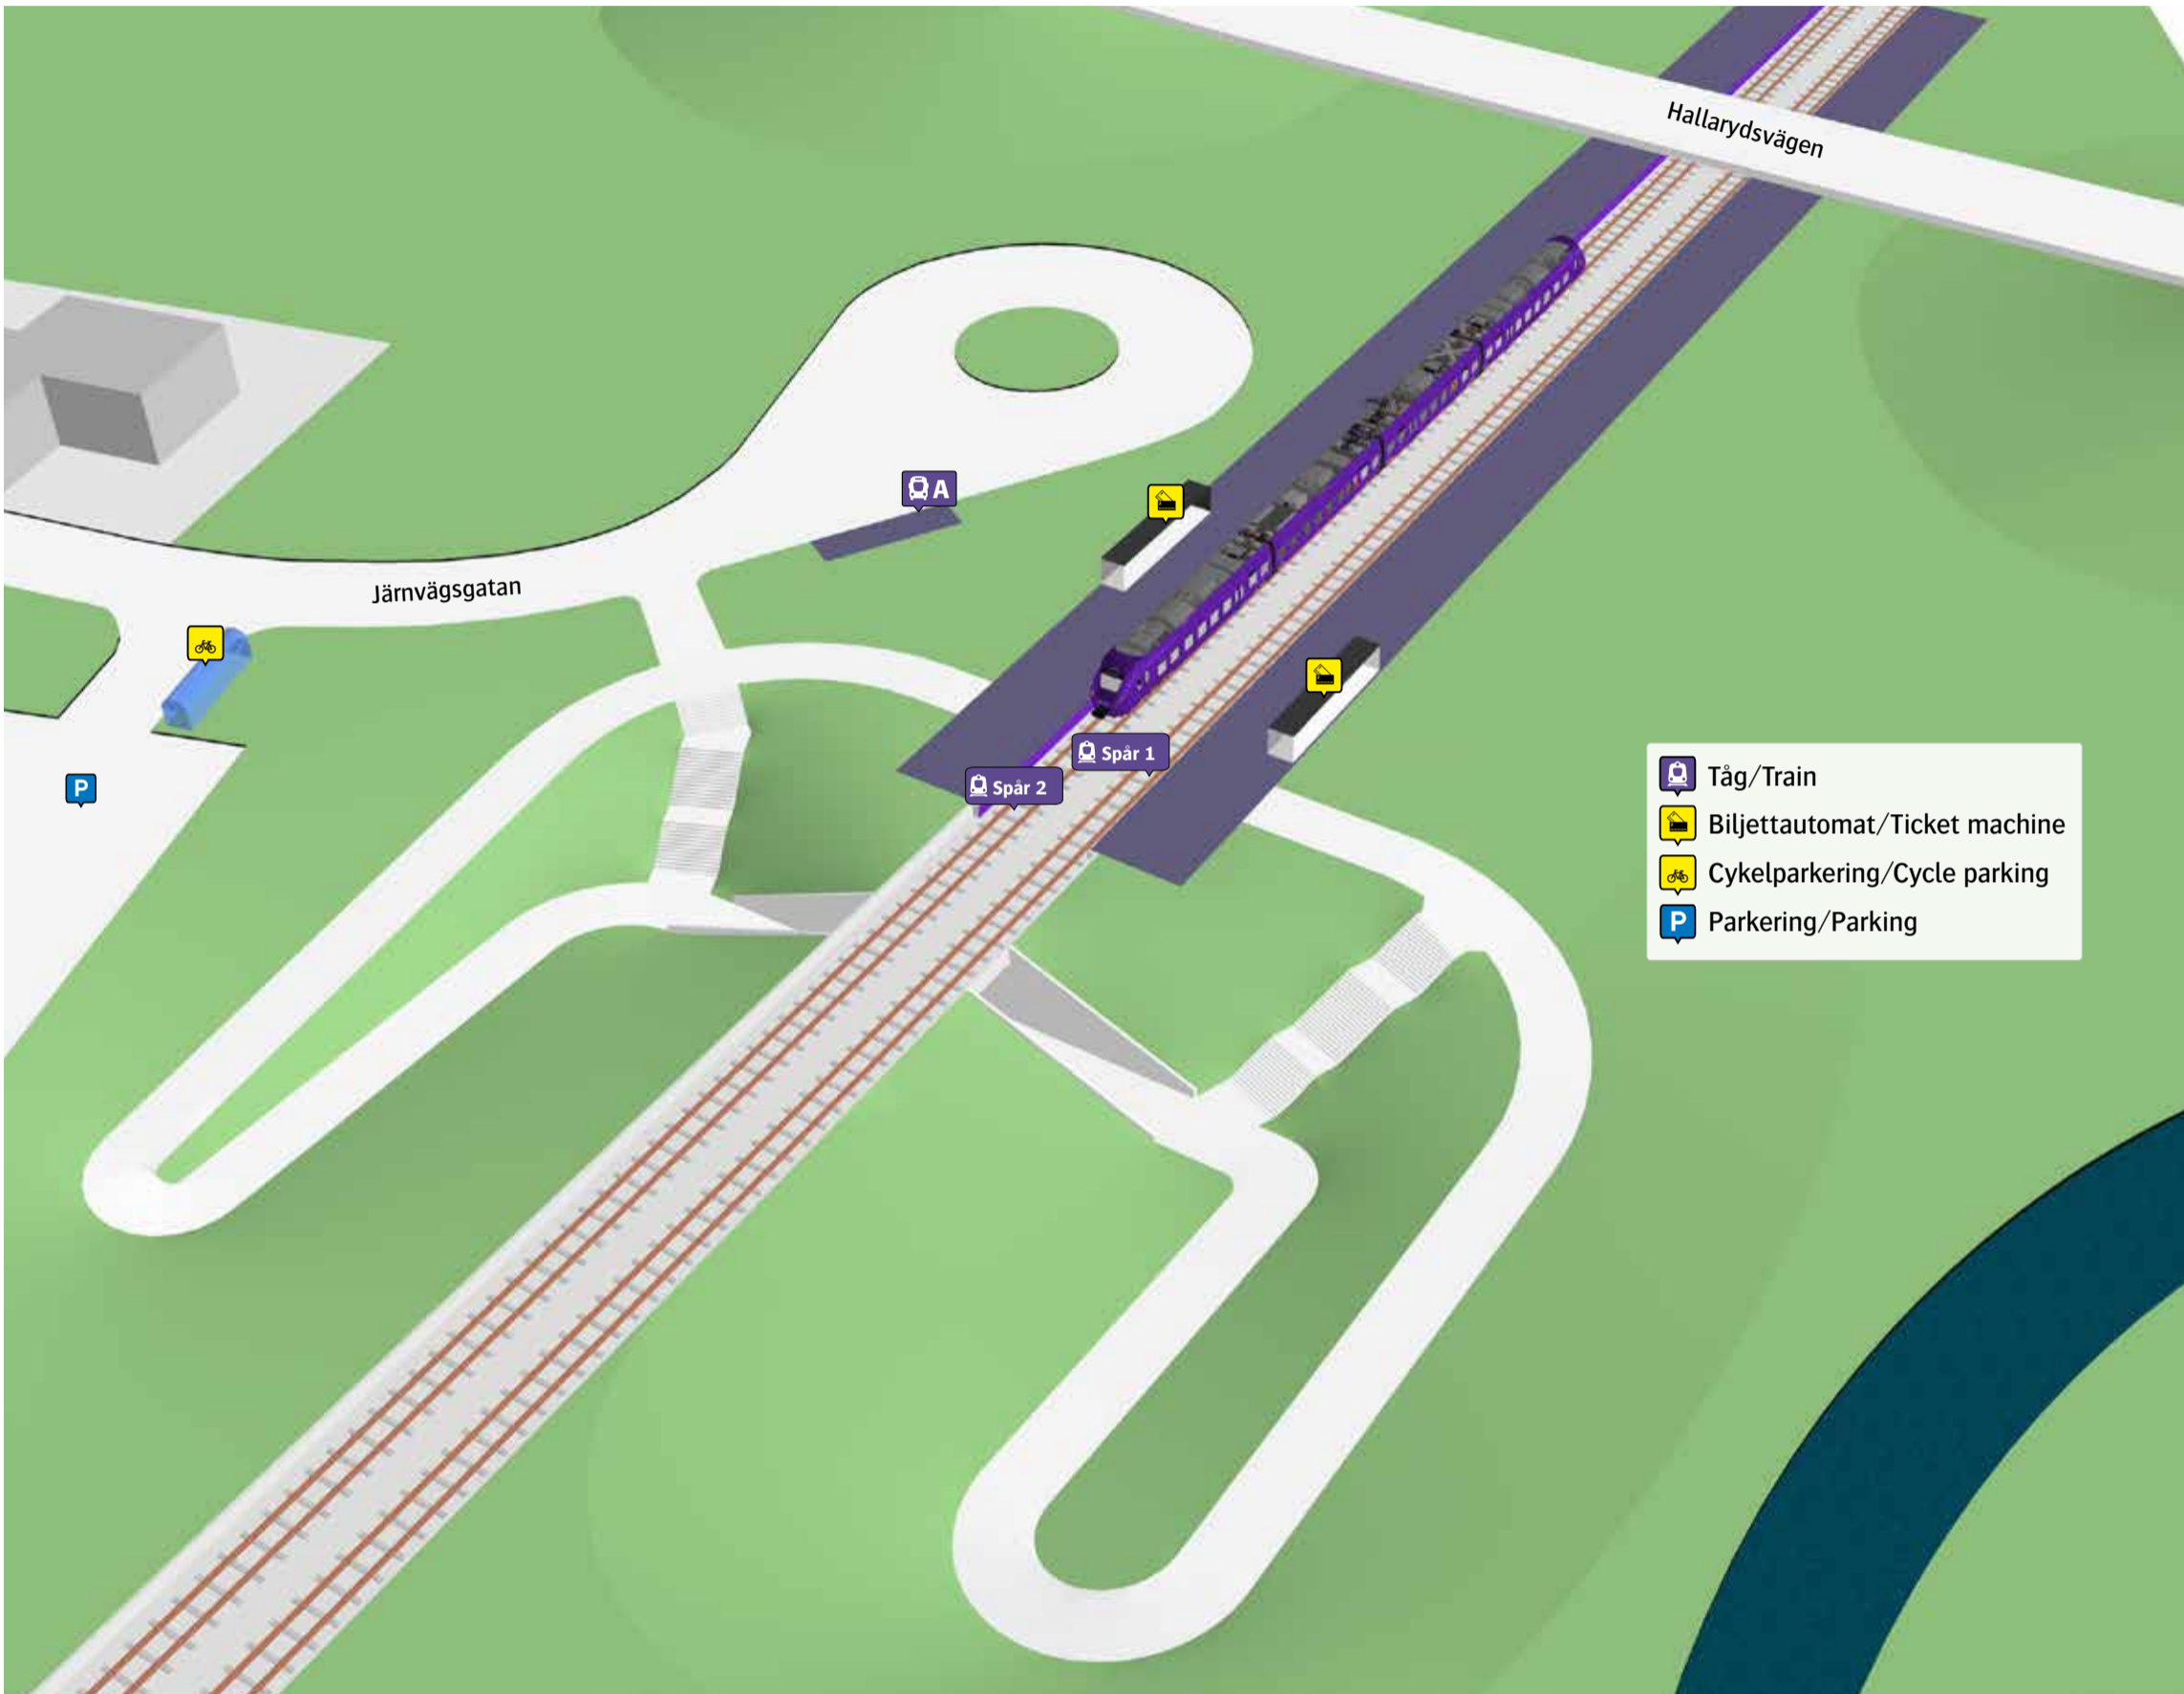 Hallarydsvägen
A
Järnvägsgatan
Spår 1
Spår 2
P
Tåg/Train
Biljettautomat/Ticket machine
Cykelparkering/Cycle parking
P Parkering/Parking